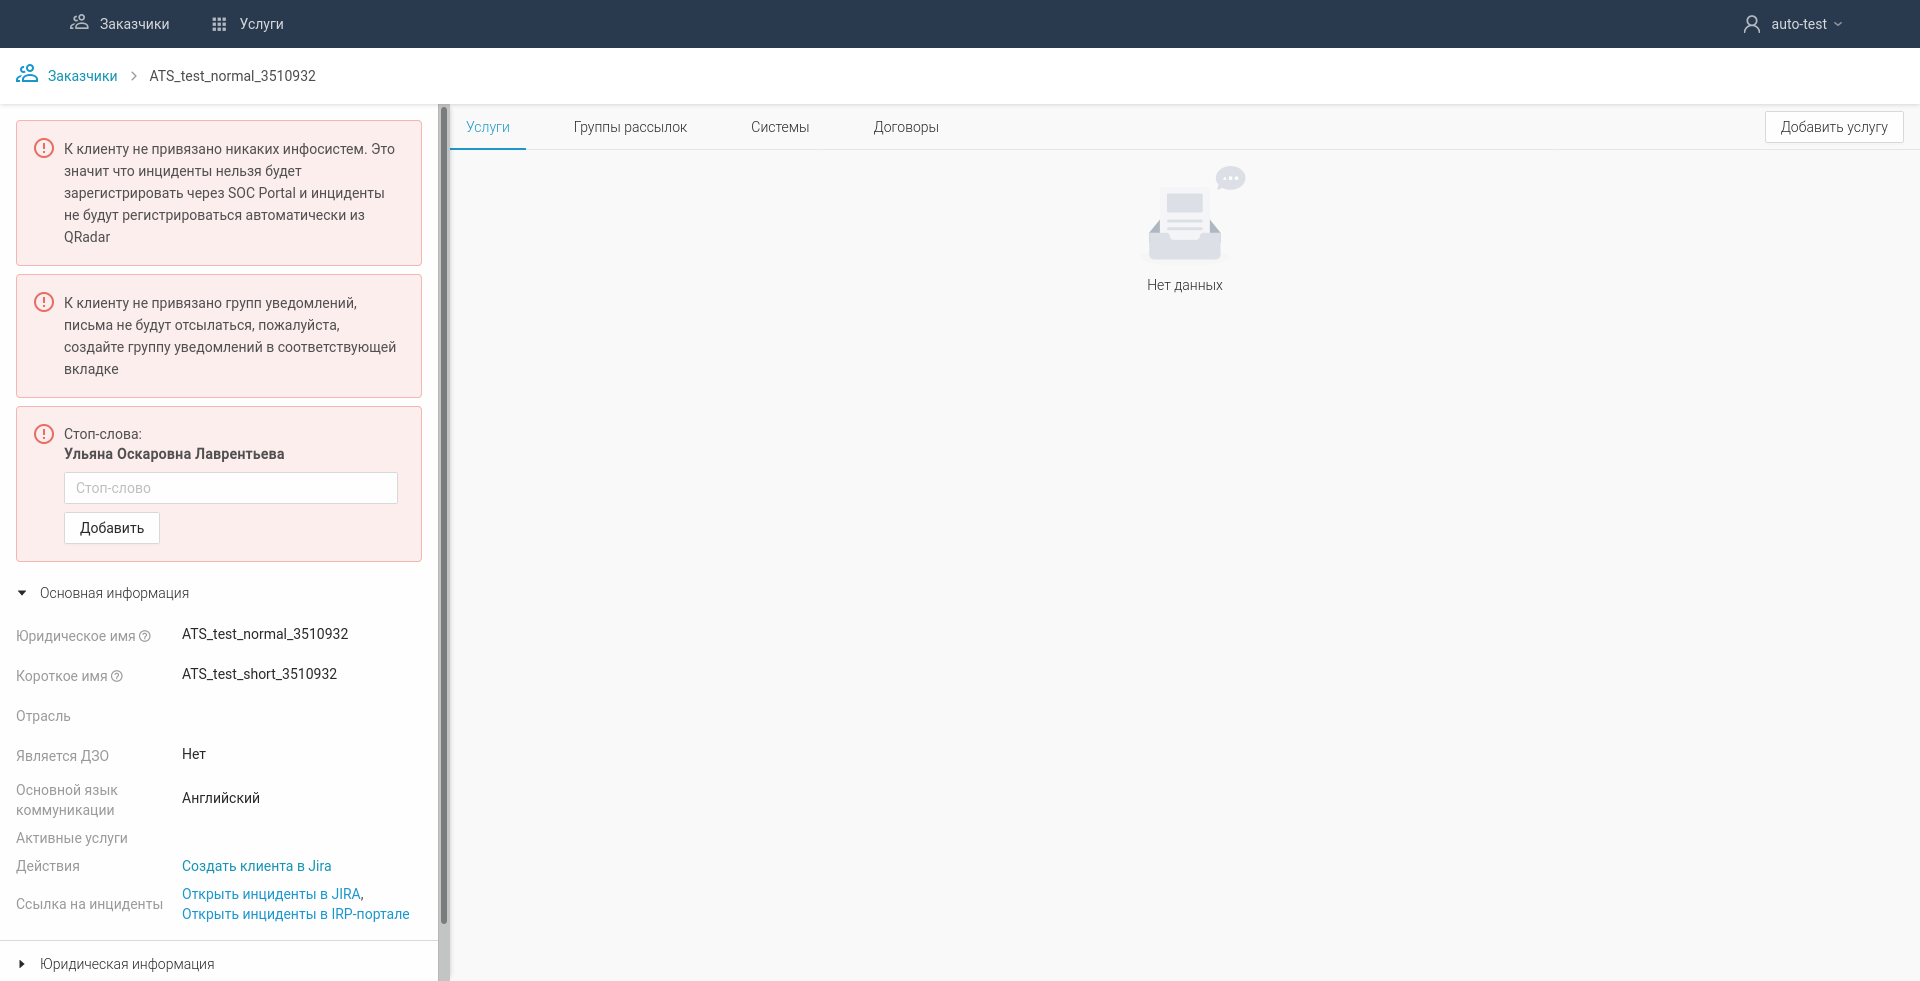 Заказчики
Услуги
auto-test
Заказчики
ATS_test_normal_3510932
К клиенту не привязано никаких инфосистем. Это
значит что инциденты нельзя будет
зарегистрировать через SOC Portal и инциденты
не будут регистрироваться автоматически из
QRadar
К клиенту не привязано групп уведомлений,
письма не будут отсылаться, пожалуйста,
создайте группу уведомлений в соответствующей
вкладке
Стоп-слова:
Ульяна Оскаровна Лаврентьева
Стоп-слово
Добавить
Основная информация
Юридическое имя
ATS_test_normal_3510932
Короткое имя
ATS_test_short_3510932
Отрасль
Является ДЗО
Нет
Основной язык
коммуникации
Английский
Активные услуги
Действия
Создать клиента в Jira
Ссылка на инциденты
Открыть инциденты в JIRA,
Открыть инциденты в IRP-портале
Юридическая информация
Услуги
Группы рассылок
Системы
Договоры
Добавить услугу
Нет данных